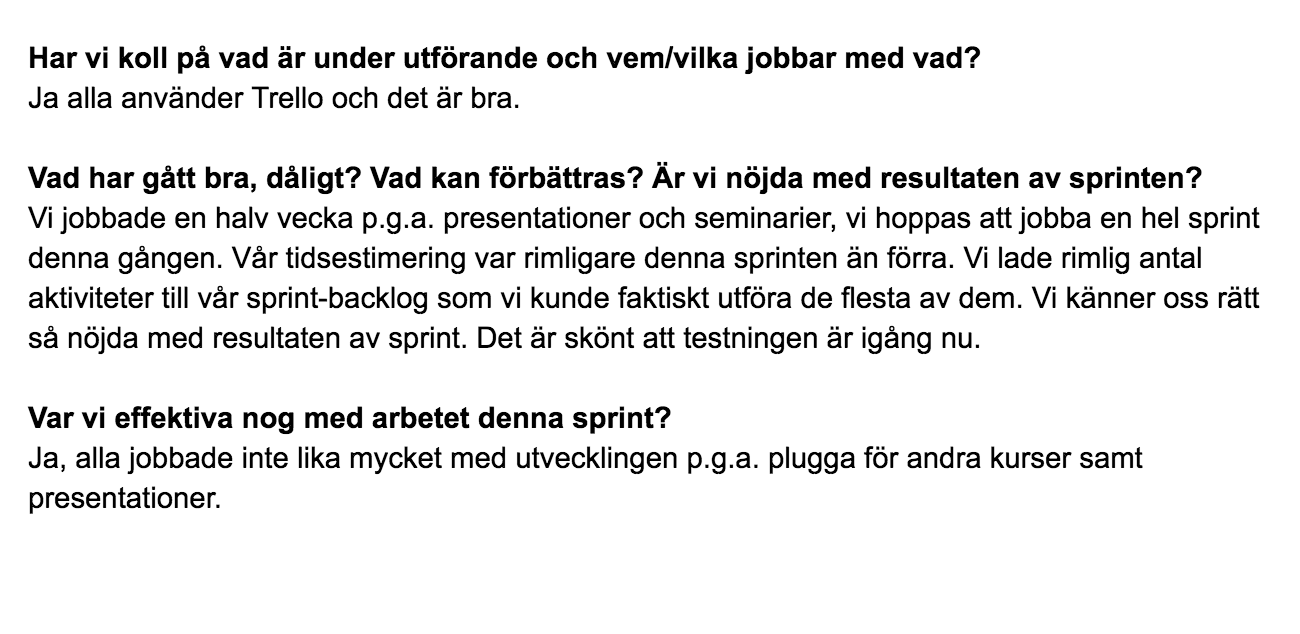 Har vi koll på vad är under utförande och vem/vilka jobbar med vad?
Ja alla använder Trello och det är bra.
Vad har gått bra, dåligt? Vad kan förbättras? Är vi nöjda med resultaten av sprinten?
Vi jobbade en halv vecka p.g.a. presentationer och seminarier, vi hoppas att jobba en hel sprint
denna gången. Vår tidsestimering var rimligare denna sprinten än förra. Vi lade rimlig antal
aktiviteter till vår sprint-backlog som vi kunde faktiskt utföra de flesta av dem. Vi känner oss rätt
så nöjda med resultaten av sprint. Det är skönt att testningen är igång nu.
Var vi effektiva nog med arbetet denna sprint?
Ja, alla jobbade inte lika mycket med utvecklingen p.g.a. plugga för andra kurser samt
presentationer.